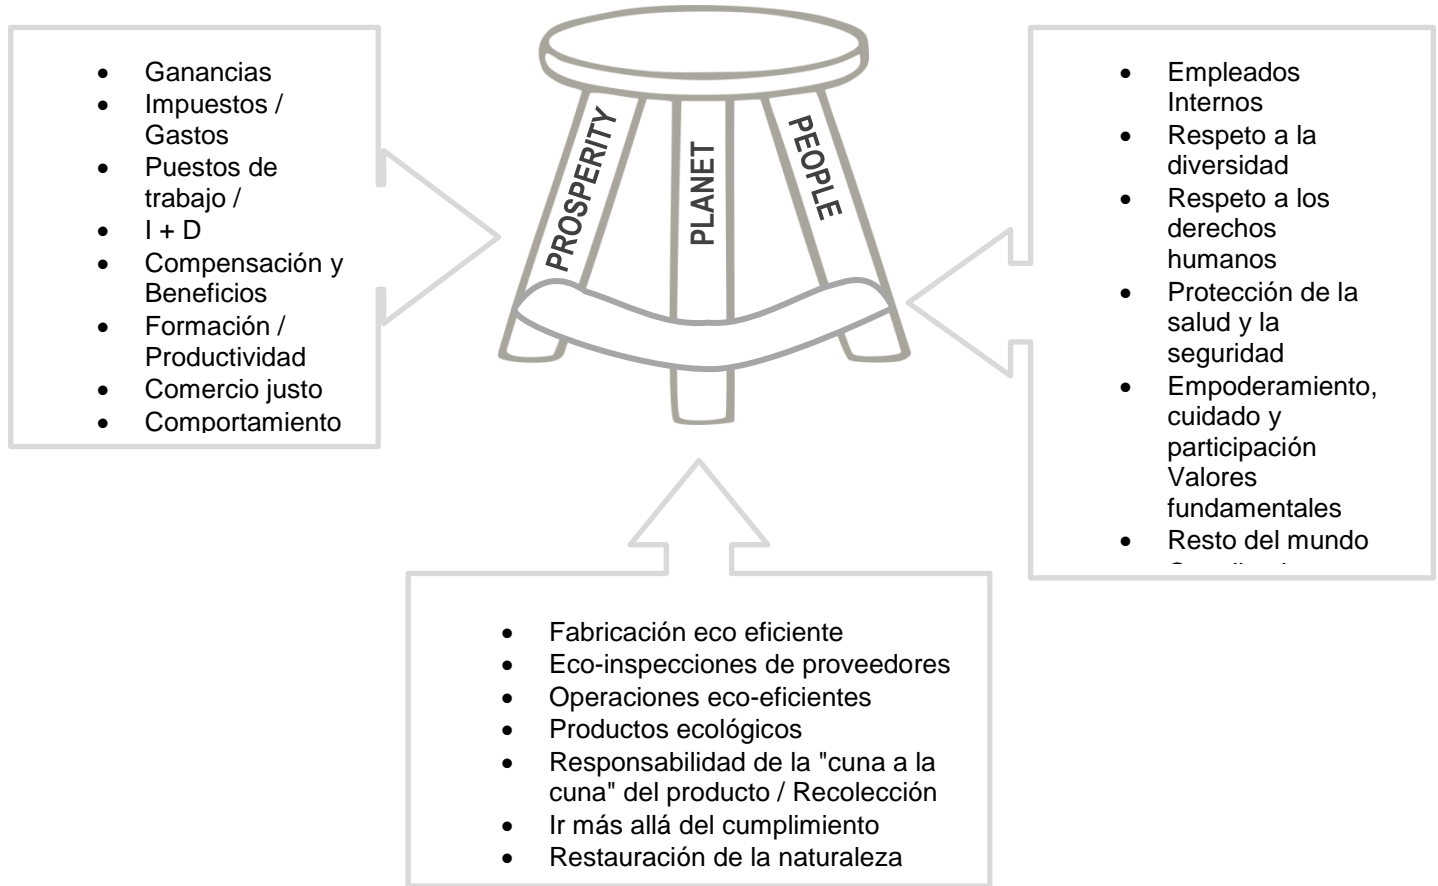 • Ganancias
• Impuestos /
Gastos
• Puestos de
trabajo /
• I + D
• Compensación y
Beneficios
• Formación /
Productividad
• Comercio justo
• Comportamiento
PROSPERITY
PLANET
PEOPLE
• Empleados
Internos
• Respeto a la
diversidad
• Respeto a los
derechos
humanos
• Protección de la
salud y la
seguridad
• Empoderamiento,
cuidado y
participación
Valores
fundamentales
• Resto del mundo
• Fabricación eco eficiente
• Eco-inspecciones de proveedores
• Operaciones eco-eficientes
• Productos ecológicos
• Responsabilidad de la "cuna a la
cuna" del producto / Recolección
• Ir más allá del cumplimiento
• Restauración de la naturaleza